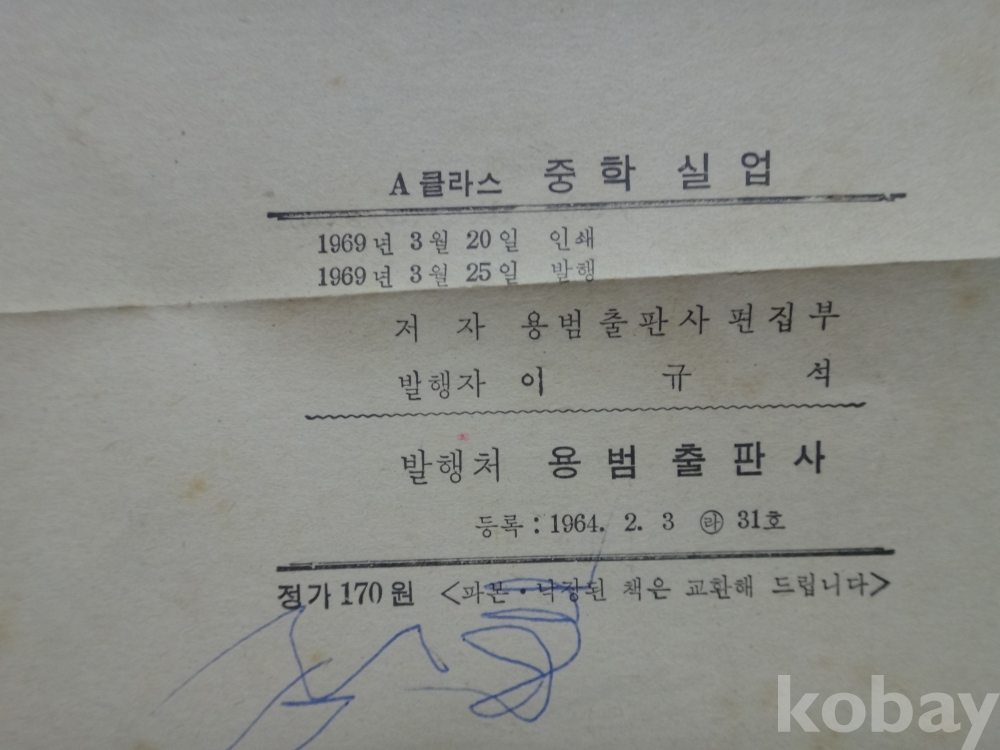 A클라스 중학 실업
1969년 3월 20일 인쇄
1969년 3월 25일 발행
저 자 용범출판사편집부
발행자 이 규 석
발행처 용범출판사
등록 : 1964. 2. 3 ㉱ 31호
정가 170원 <파본·낙장된 책은 교환해 드립니다>
kobay